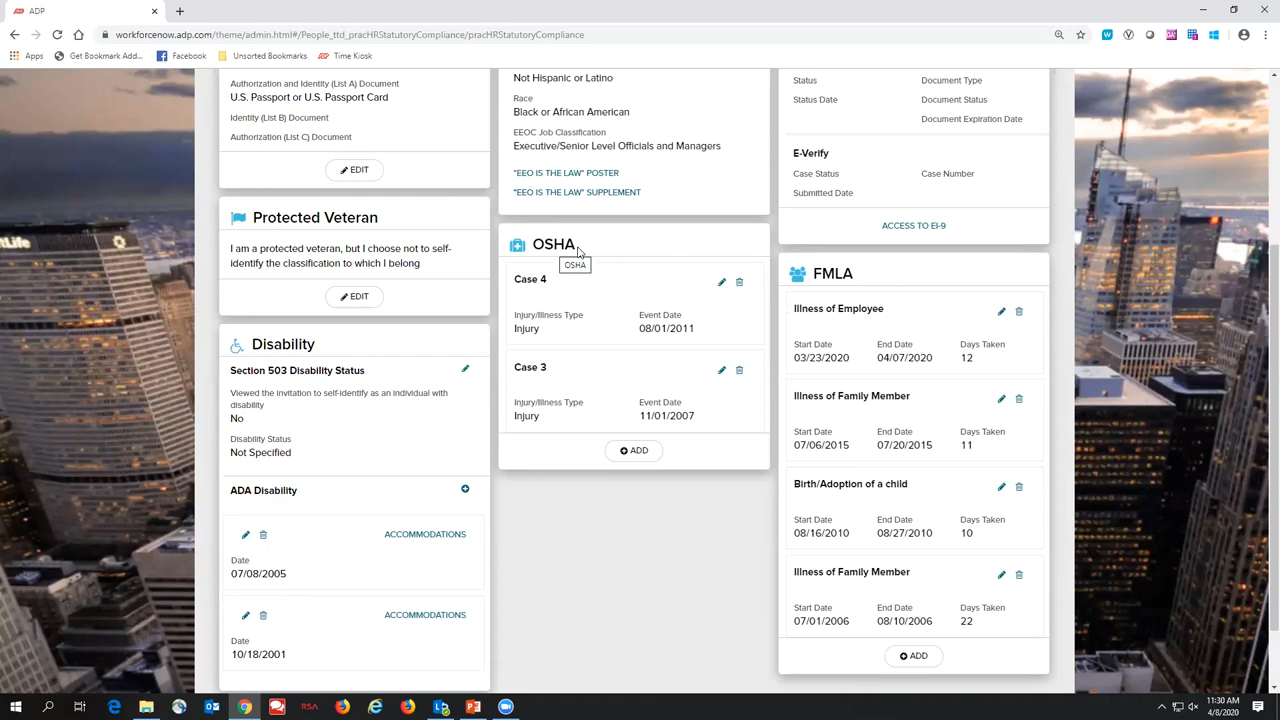 ADP
workforcenow.adp.com/theme/admin.html#/People_ttd_pracHRStatutoryCompliance/pracHRStatutoryCompliance
Apps
Get Bookmark Add...
Facebook
Unsorted Bookmarks
Time Kiosk
Authorization and Identity (List A) Document
U.S. Passport or U.S. Passport Card
Identity (List B) Document
Authorization (List C) Document
EDIT
Protected Veteran
I am a protected veteran, but I choose not to self-
identify the classification to which I belong
EDIT
Disability
Section 503 Disability Status
Viewed the invitation to self-identify as an individual with
disability
No
Disability Status
Not Specified
ADA Disability
ACCOMMODATIONS
Date
07/08/2005
ACCOMMODATIONS
Date
10/18/2001
Not Hispanic or Latino
Race
Black or African American
EEOC Job Classification
Executive/Senior Level Officials and Managers
"EEO IS THE LAW" POSTER
"EEO IS THE LAW" SUPPLEMENT
OSHA
OSHA
Case 4
Injury/Illness Type Event Date
Injury 08/01/2011
Case 3
Injury/Illness Type Event Date
Injury 11/01/2007
ADD
Status Document Type
Status Date Document Status
Document Expiration Date
E-Verify
Case Status Case Number
Submitted Date
ACCESS TO EI-9
FMLA
Illness of Employee
Start Date End Date Days Taken
03/23/2020 04/07/2020 12
Illness of Family Member
Start Date End Date Days Taken
07/06/2015 07/20/2015 11
Birth/Adoption of a child
Start Date End Date Days Taken
08/16/2010 08/27/2010 10
Illness of Family Member
Start Date End Date Days Taken
07/01/2006 08/10/2006 22
ADD
RSA
11:30 AM
4/8/2020